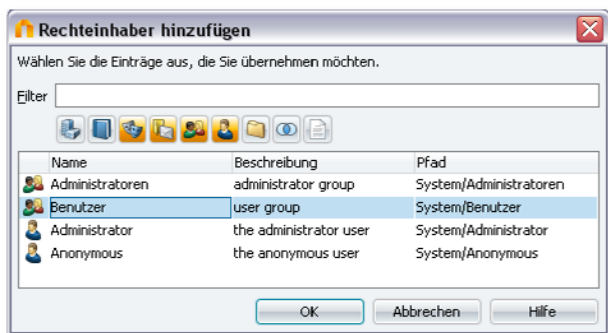 Rechteinhaber hinzufügen
Wählen Sie die Einträge aus, die Sie übernehmen möchten.
Filter
Name Beschreibung Pfad
Administratoren administrator group System/Administratoren
Benutzer user group System/Benutzer
Administrator the administrator user System/Administrator
Anonymous the anonymous user System/Anonymous
OK Abbrechen Hilfe